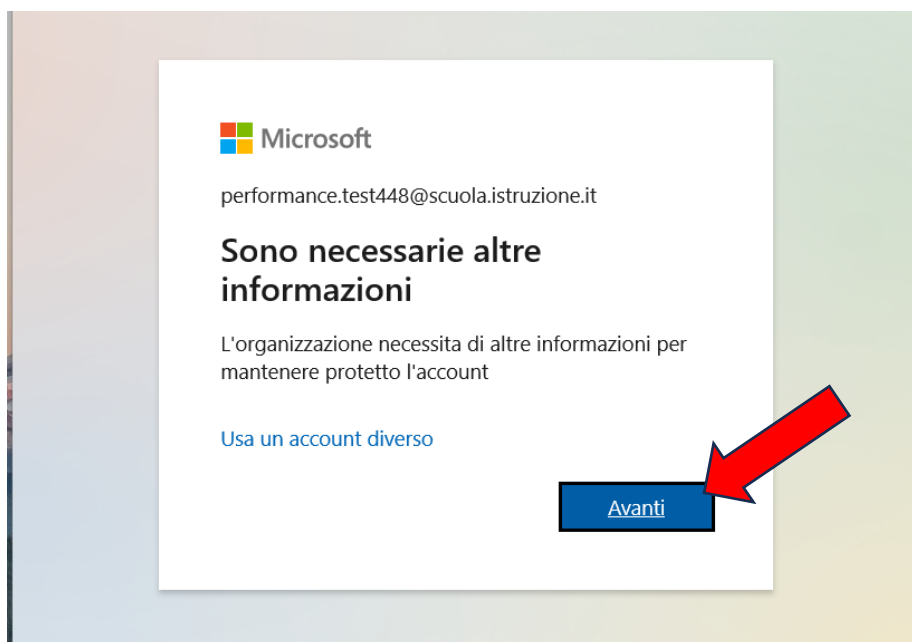 Microsoft
performance.test448@scuola.istruzione.it
Sono necessarie altre
informazioni
L'organizzazione necessita di altre informazioni per
mantenere protetto l'account
Usa un account diverso
Avanti